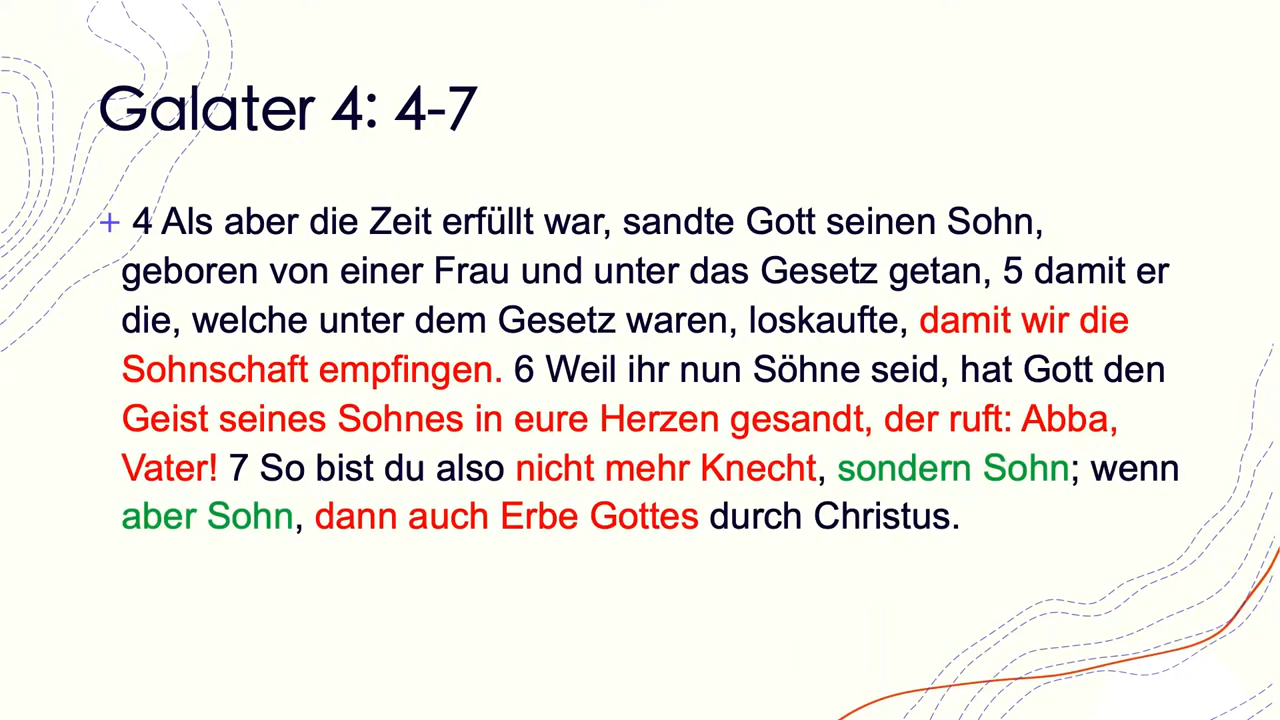 Galater 4: 4-7
+ 4 Als aber die Zeit erfüllt war, sandte Gott seinen Sohn,
geboren von einer Frau und unter das Gesetz getan, 5 damit er
die, welche unter dem Gesetz waren, loskaufte, damit wir die
Sohnschaft empfingen. 6 Weil ihr nun Söhne seid, hat Gott den
Geist seines Sohnes in eure Herzen gesandt, der ruft: Abba,
Vater! 7 So bist du also nicht mehr Knecht, sondern Sohn; wenn
aber Sohn, dann auch Erbe Gottes durch Christus.